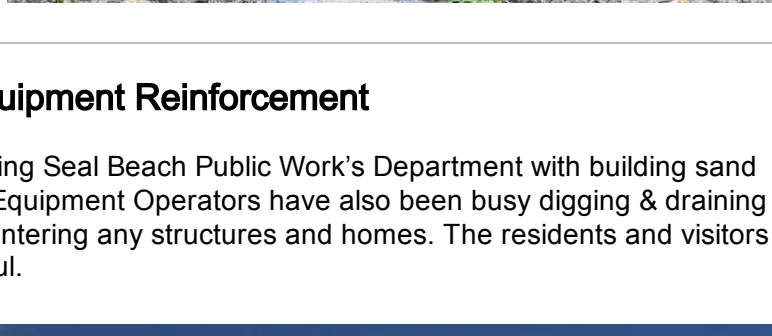 uipment Reinforcement
ing Seal Beach Public Work's Department with building sand
Equipment Operators have also been busy digging & draining
ntering any structures and homes. The residents and visitors
ul.